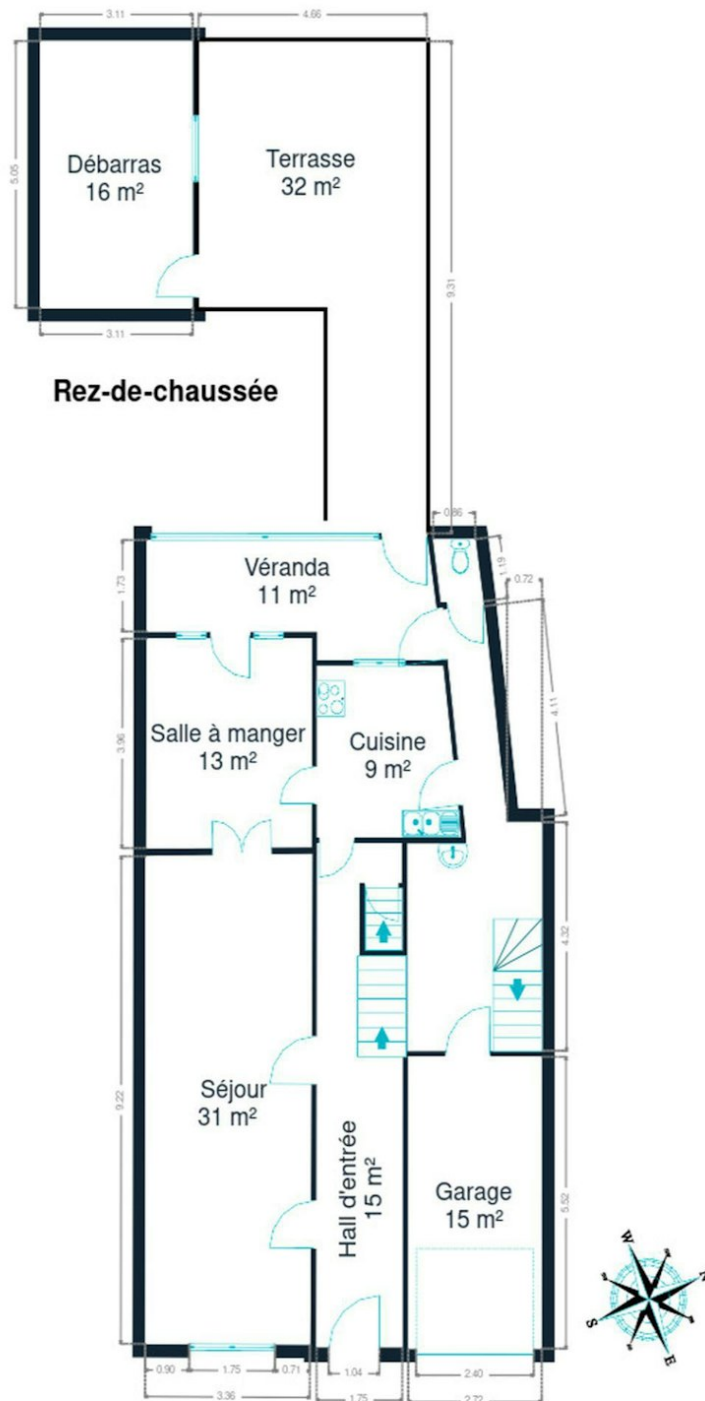 3.11
4.66
5.05
Débarras
16 m²
Terrasse
32 m²
9.31
3.11
Rez-de-chaussée
0.86
1.73
Véranda
11 m²
1.19
0.72
3.96
Salle à manger
13 m²
Cuisine
9 m²
4.11
4.32
9.22
Séjour
31 m²
Hall d'entrée
15 m²
Garage
15 m²
5.52
W
N
S
E
0.90
1.75
0.71
1.04
2.40
3.36
1.75
2.72